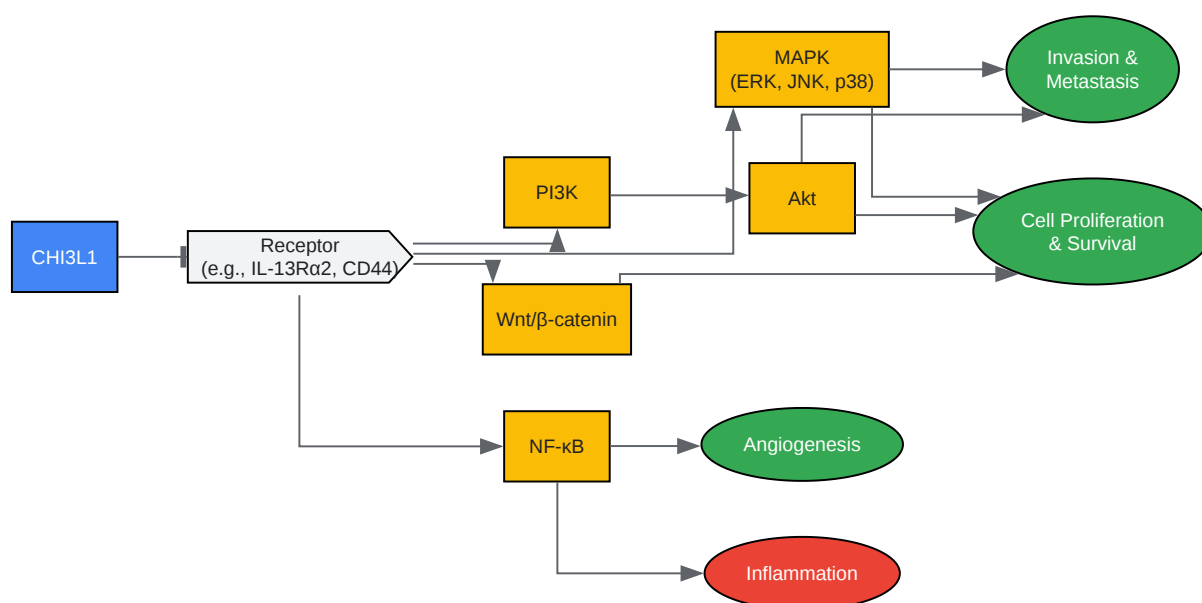 MAPK
(ERK, JNK, p38)
Invasion &
Metastasis
PI3K
Akt
Cell Proliferation
& Survival
CHI3L1
Receptor
(e.g., IL-13Rα2, CD44)
Wnt/β-catenin
NF-κB
Angiogenesis
Inflammation